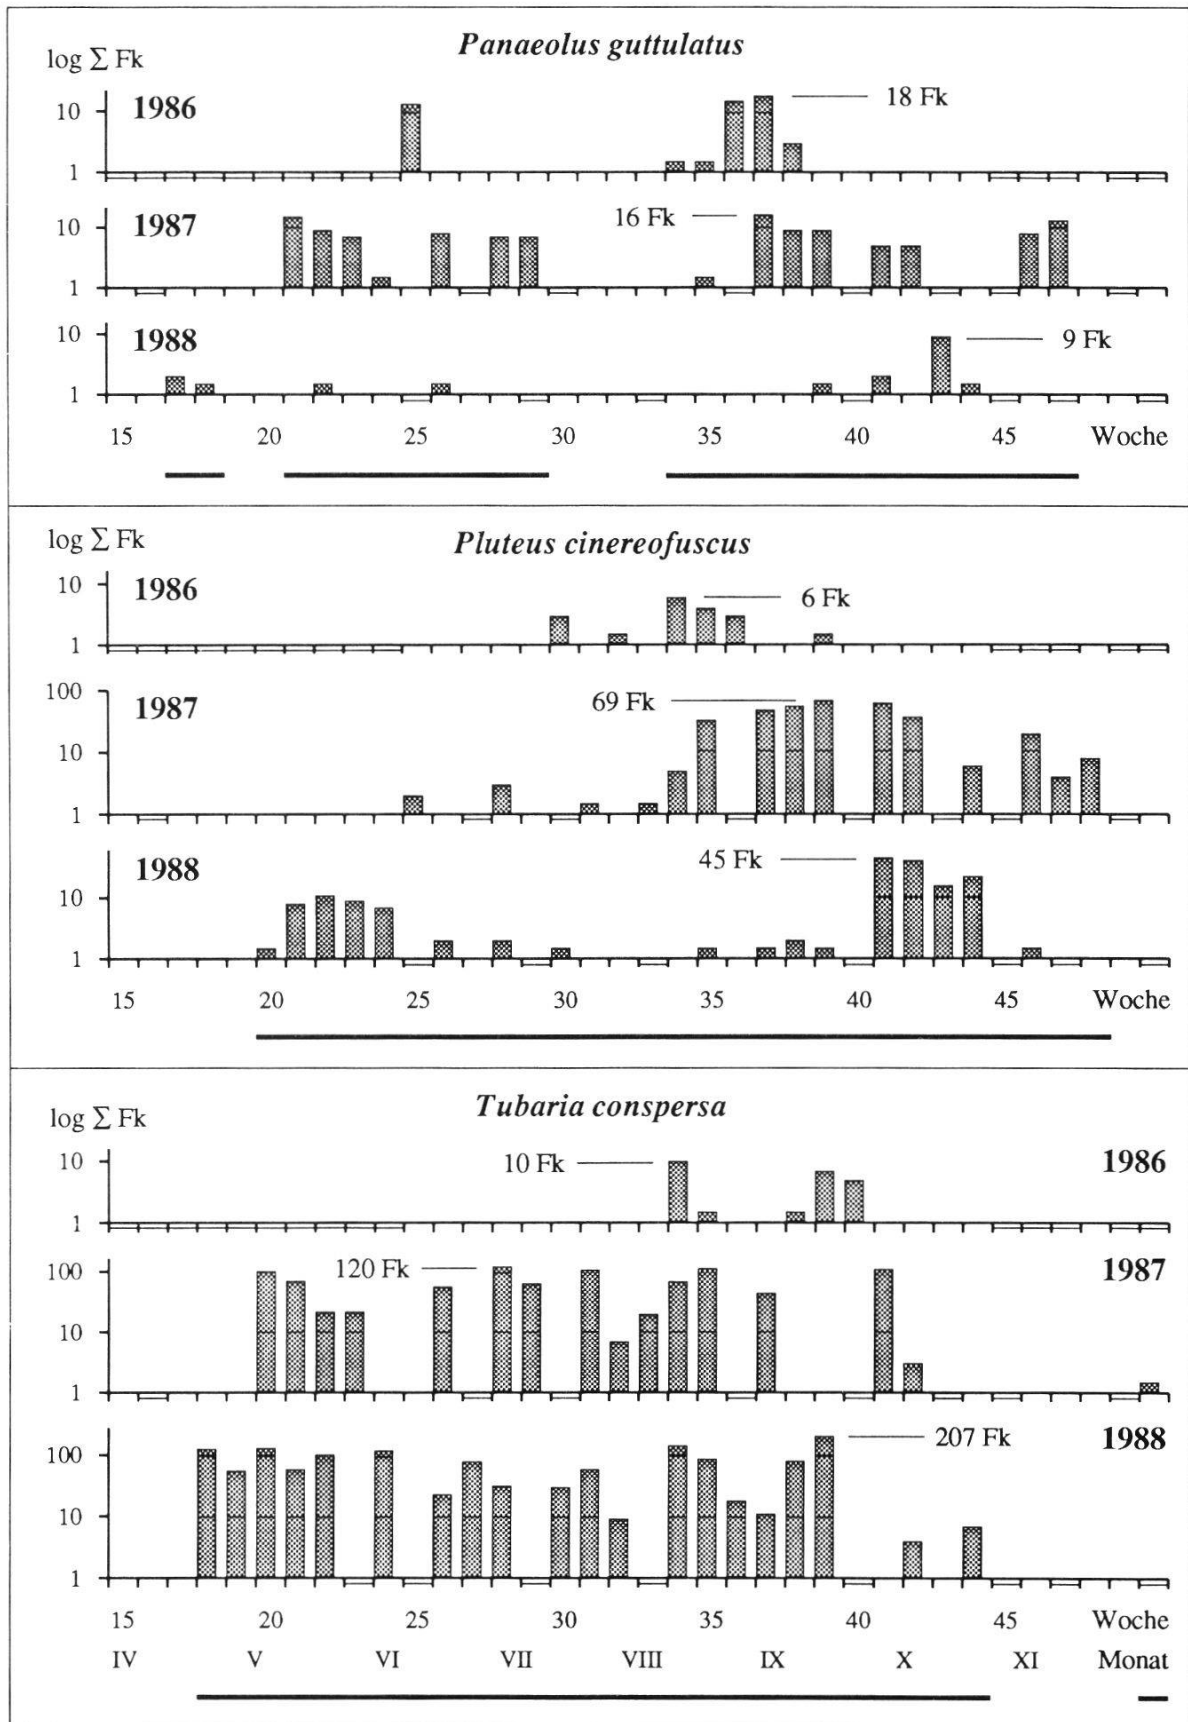 Panaeolus guttulatus
log ∑ Fk
10
1986
18 Fk
1
10
1987
16 Fk
1
10
1988
9 Fk
1
15 20 25 30 35 40 45 Woche
Pluteus cinereofuscus
log ∑ Fk
10
1986
6 Fk
1
100
1987
69 Fk
10
1
1988
45 Fk
10
1
15 20 25 30 35 40 45 Woche
Tubaria conspersa
log ∑ Fk
10
10 Fk
1986
1
100
120 Fk
1987
10
1
100
207 Fk
1988
10
1
15 20 25 30 35 40 45 Woche
IV V VI VII VIII IX X XI Monat